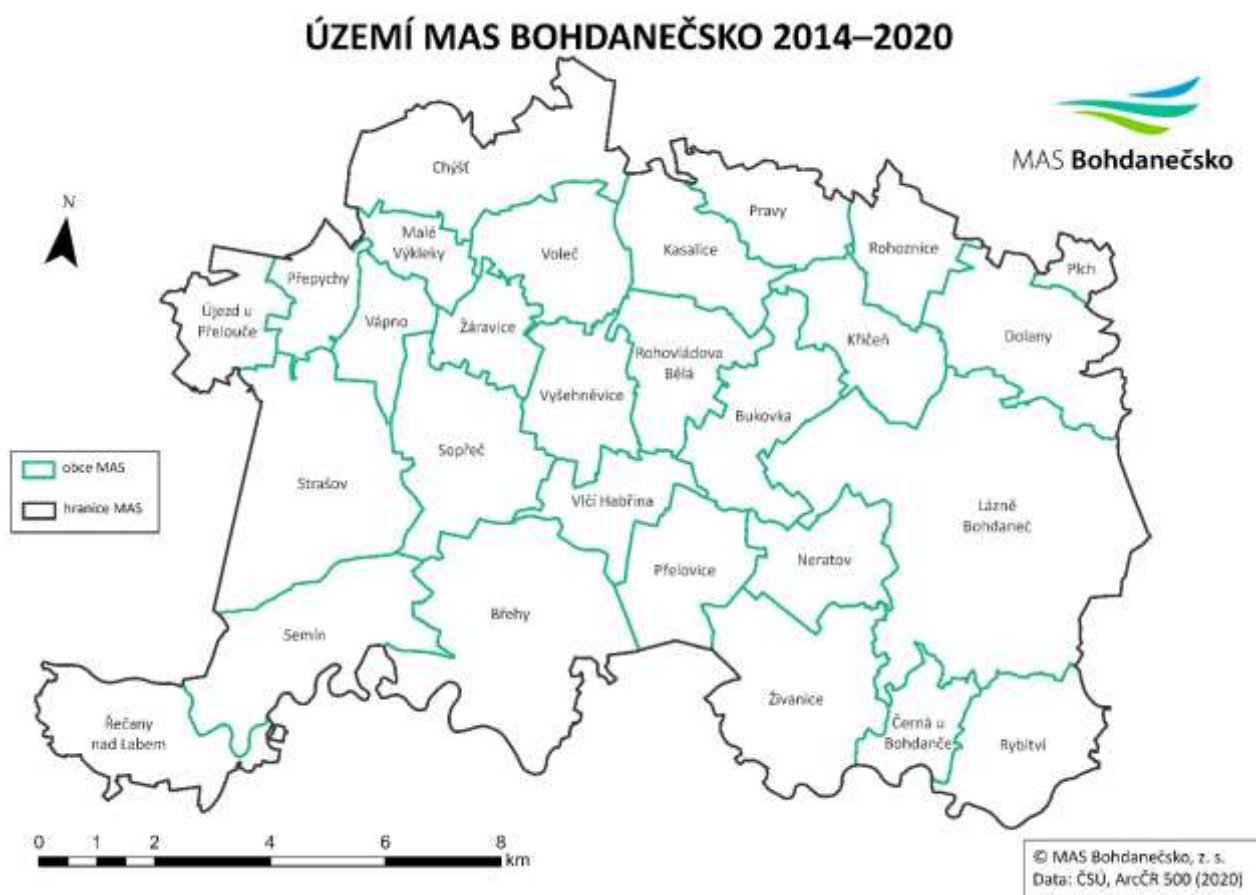 ÚZEMÍ MAS BOHDANEČSKO 2014–2020
MAS Bohdanečsko
N
Chýšť
Pravy
Malé
Výkleky
Voleč
Kasalice
Rohoznice
Plch
Přepychy
Újezd u
Přelouče
Vápno
Žáravice
Rohovládova
Bělá
Křičeň
Dolany
Vyšehněvice
Bukovka
Sopřeč
obce MAS
hranice MAS
Strašov
Vlčí Habřina
Lázně
Bohdaneč
Přelovice
Neratov
Břehy
Semín
Živanice
Řečany
nad Labem
Černá u
Bohdanče
Rybitví
0 1 2 4 6 8
km
© MAS Bohdanečsko, z. s.
Data: ČSÚ, ArcČR 500 (2020)